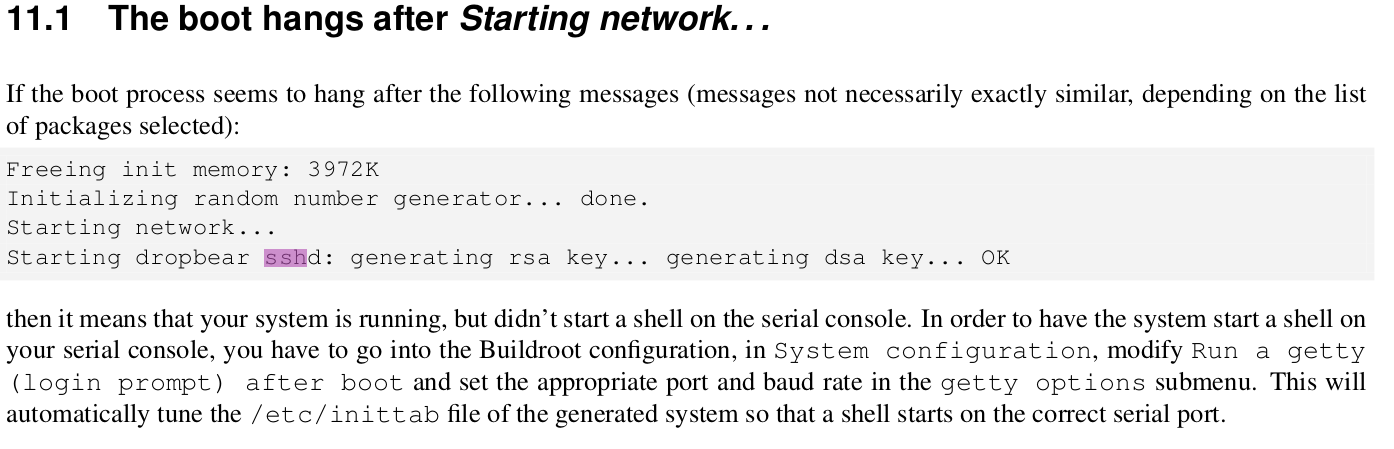 11.1 The boot hangs after Starting network...
If the boot process seems to hang after the following messages (messages not necessarily exactly similar, depending on the list
of packages selected):
Freeing init memory: 3972K
Initializing random number generator... done.
Starting network...
Starting dropbear sshd: generating rsa key... generating dsa key... OK
then it means that your system is running, but didn’t start a shell on the serial console. In order to have the system start a shell on
your serial console, you have to go into the Buildroot configuration, in System configuration, modify Run a getty
(login prompt) after boot and set the appropriate port and baud rate in the getty options submenu. This will
automatically tune the /etc/inittab file of the generated system so that a shell starts on the correct serial port.